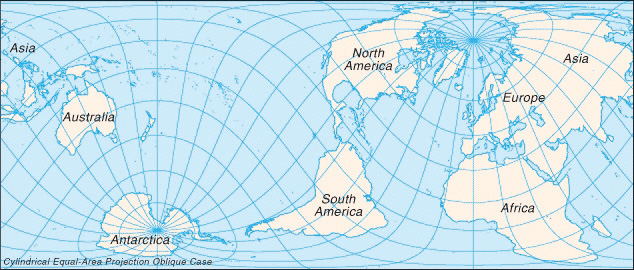 Asia
North
America
Asia
Europe
Australia
South
America
Africa
Antarctica
Cylindrical Equal-Area Projection Oblique Case